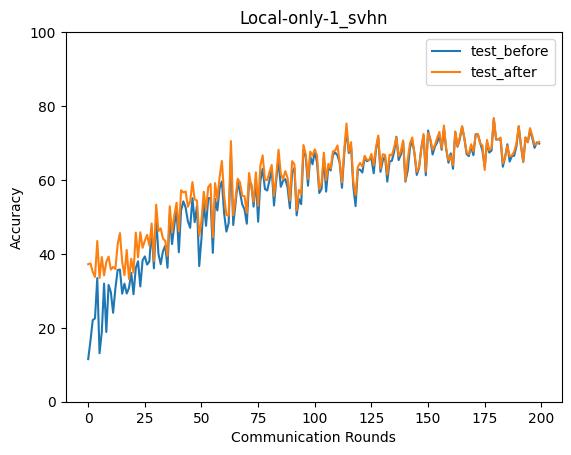 Local-only-1_svhn
test_before
test_after
Accuracy
100
80
60
40
20
0
0 25 50 75 100 125 150 175 200
Communication Rounds